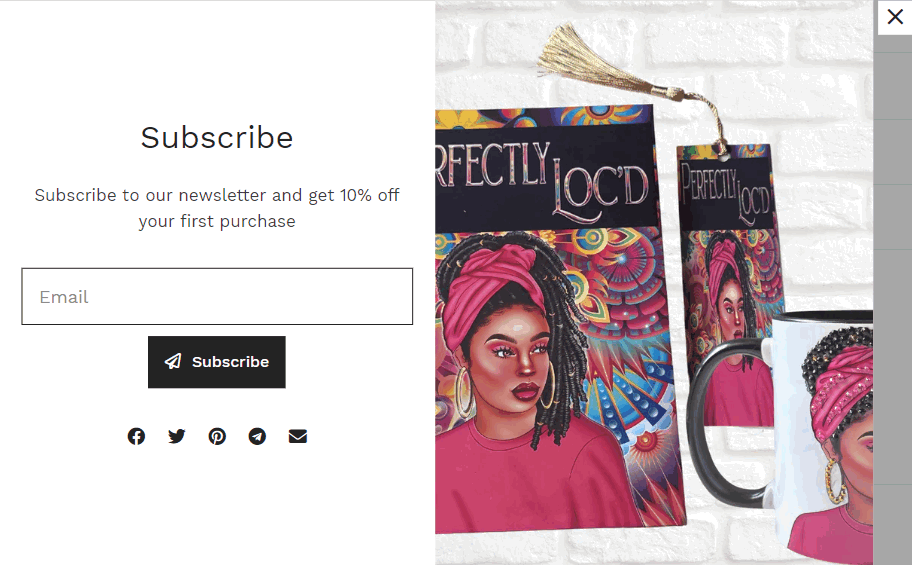 Subscribe
Subscribe to our newsletter and get 10% off
your first purchase
Email
Subscribe
RFECTLY
LOC'D
PERFECTLY
LOC'D